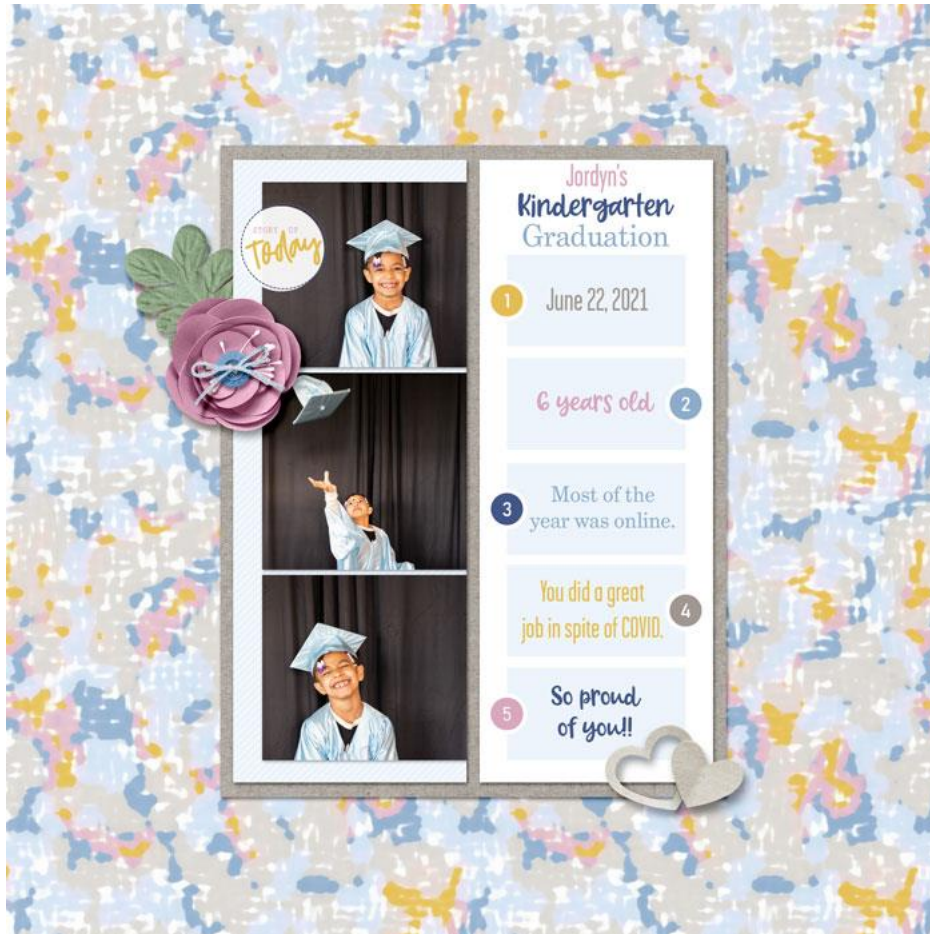 STORY OF
Today
Jordyn's
Kindergarten
Graduation
1
June 22, 2021
6 years old
2
3
Most of the
year was online.
You did a great
job in spite of COVID.
4
5
So proud
of you!!